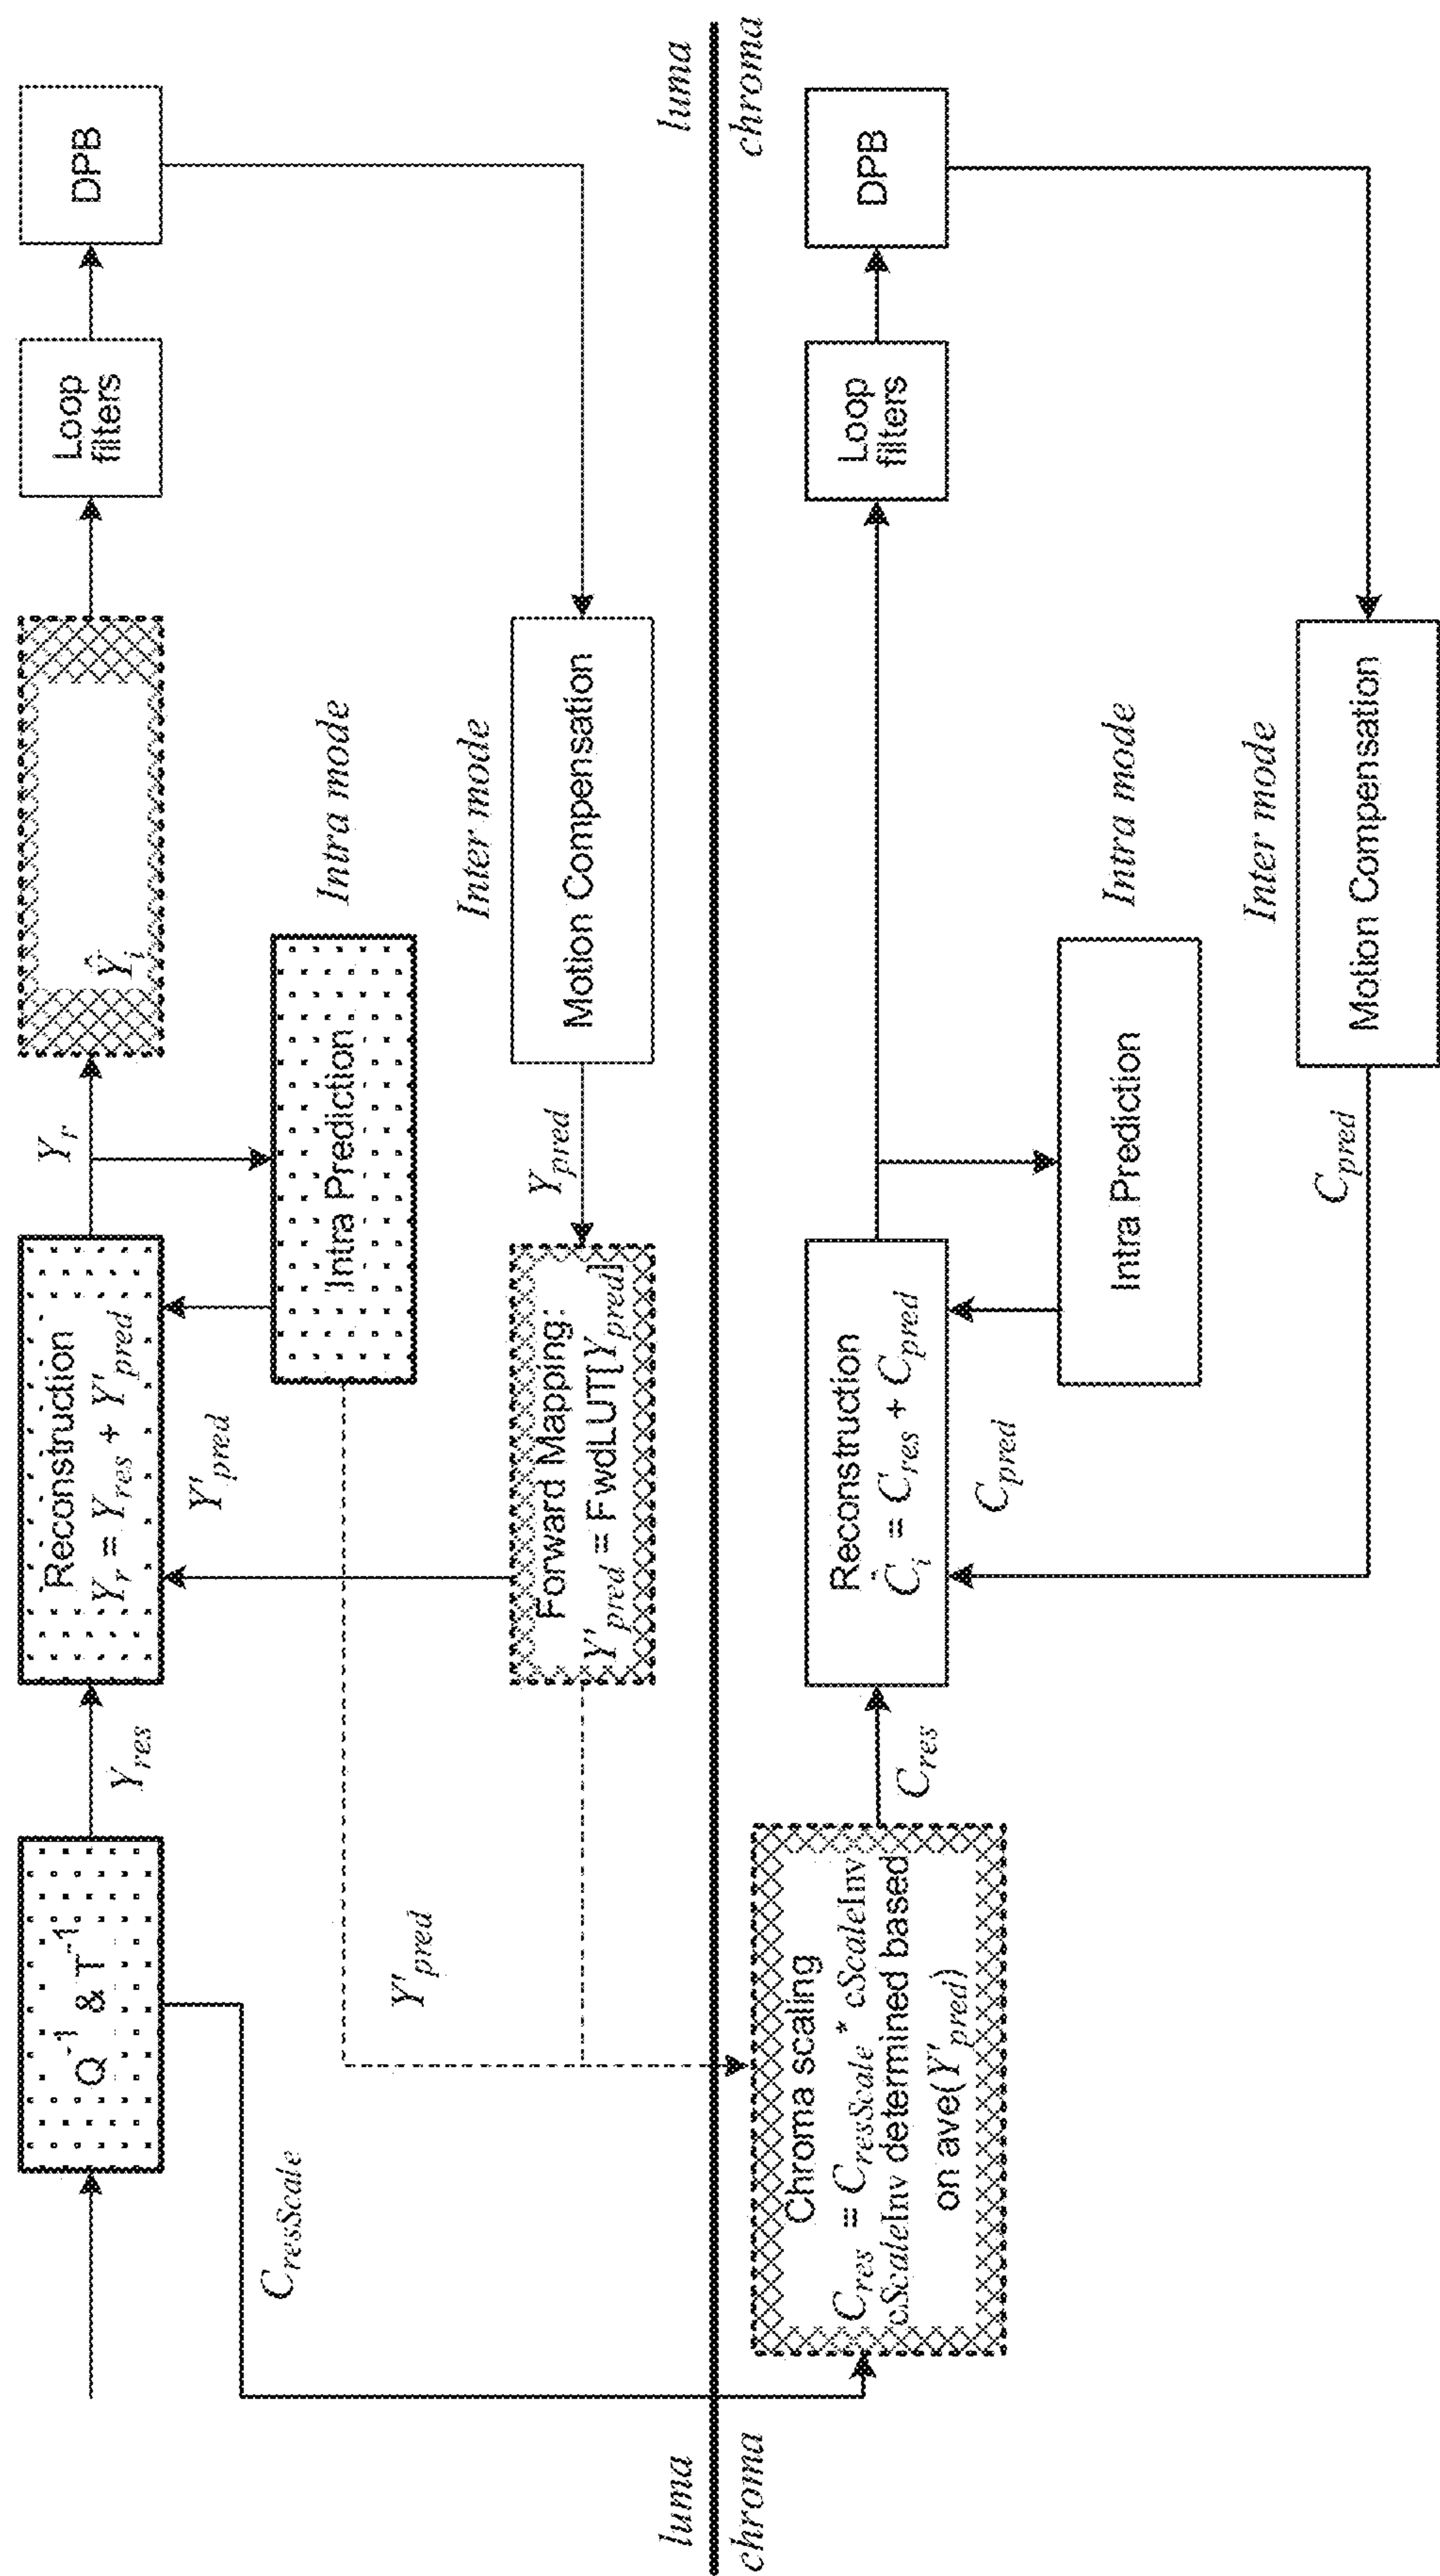 Q⁻¹ & T⁻¹
Y_res
Reconstruction
Y_r = Y_res + Y'_pred
Y_r
Ŷ_i
Loop
filters
DPB
C_resScale
Y'_pred
Y'_pred
Intra Prediction
Intra mode
Forward Mapping:
Y'_pred = FwdLUT[Y_pred]
Y_pred
Inter mode
Motion Compensation
luma
luma
chroma
chroma
Chroma scaling
C_res = C_resScale * cScaleInv
cScaleInv determined based
on ave(Y'_pred)
C_res
Reconstruction
Ĉ_i = C_res + C_pred
Loop
filters
DPB
C_pred
Intra Prediction
Intra mode
C_pred
Inter mode
Motion Compensation